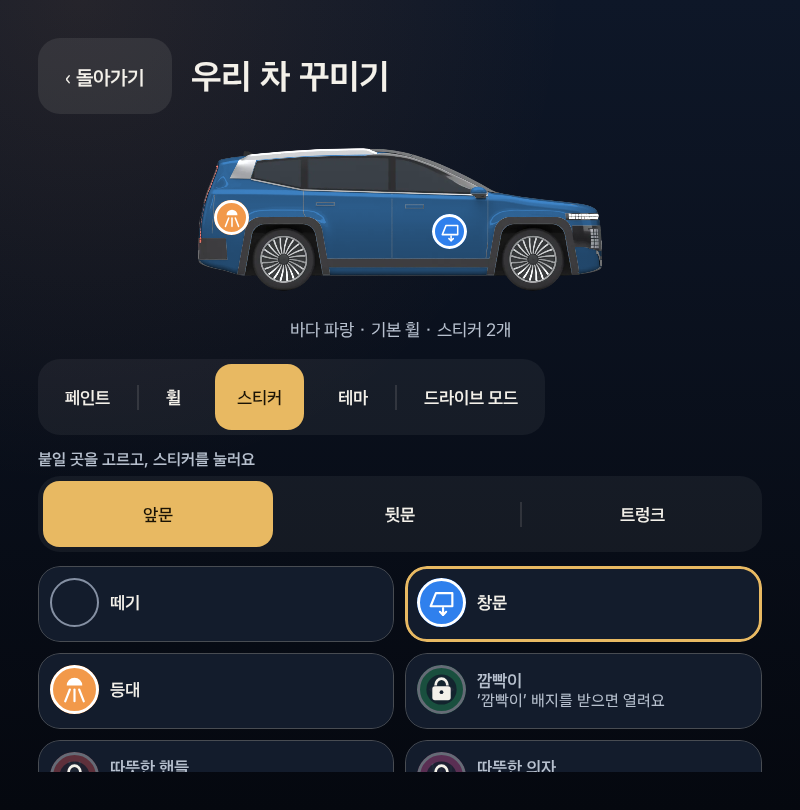 ‹ 돌아가기
우리 차 꾸미기
바다 파랑 · 기본 휠 · 스티커 2개
페인트
휠
스티커
테마
드라이브 모드
붙일 곳을 고르고, 스티커를 눌러요
앞문
뒷문
트렁크
떼기
창문
등대
깜빡이
'깜빡이' 배지를 받으면 열려요
따뜻한 핸들
따뜻한 의자